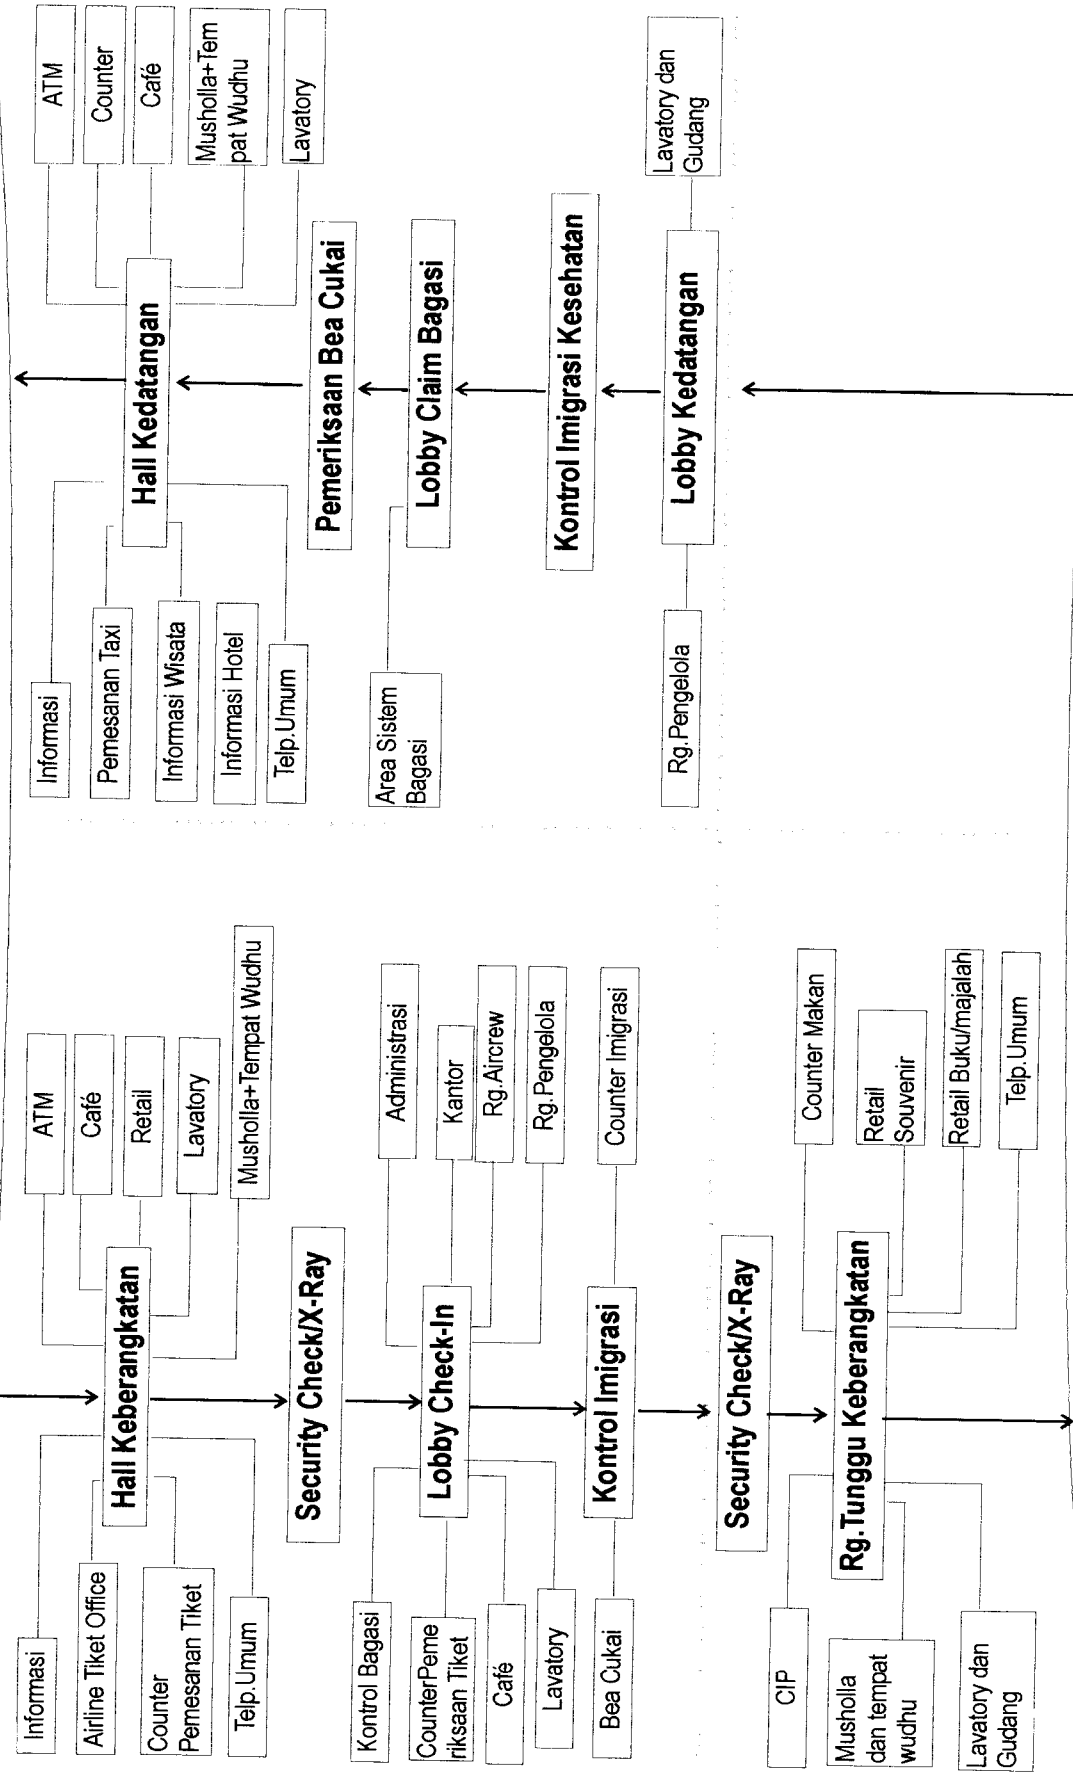 Informasi
Airline Tiket Office
Counter
Pemesanan Tiket
Telp.Umum
Hall Keberangkatan
ATM
Café
Retail
Lavatory
Musholla+Tempat Wudhu
Security Check/X-Ray
Kontrol Bagasi
CounterPeme
riksaan Tiket
Café
Lavatory
Lobby Check-In
Administrasi
Kantor
Rg.Aircrew
Rg.Pengelola
Bea Cukai
Kontrol Imigrasi
Counter Imigrasi
Security Check/X-Ray
CIP
Musholla
dan tempat
wudhu
Lavatory dan
Gudang
Rg.Tunggu Keberangkatan
Counter Makan
Retail
Souvenir
Retail Buku/majalah
Telp.Umum
Informasi
Pemesanan Taxi
Informasi Wisata
Informasi Hotel
Telp.Umum
Hall Kedatangan
ATM
Counter
Café
Musholla+Tem
pat Wudhu
Lavatory
Pemeriksaan Bea Cukai
Area Sistem
Bagasi
Lobby Claim Bagasi
Kontrol Imigrasi Kesehatan
Rg.Pengelola
Lobby Kedatangan
Lavatory dan
Gudang